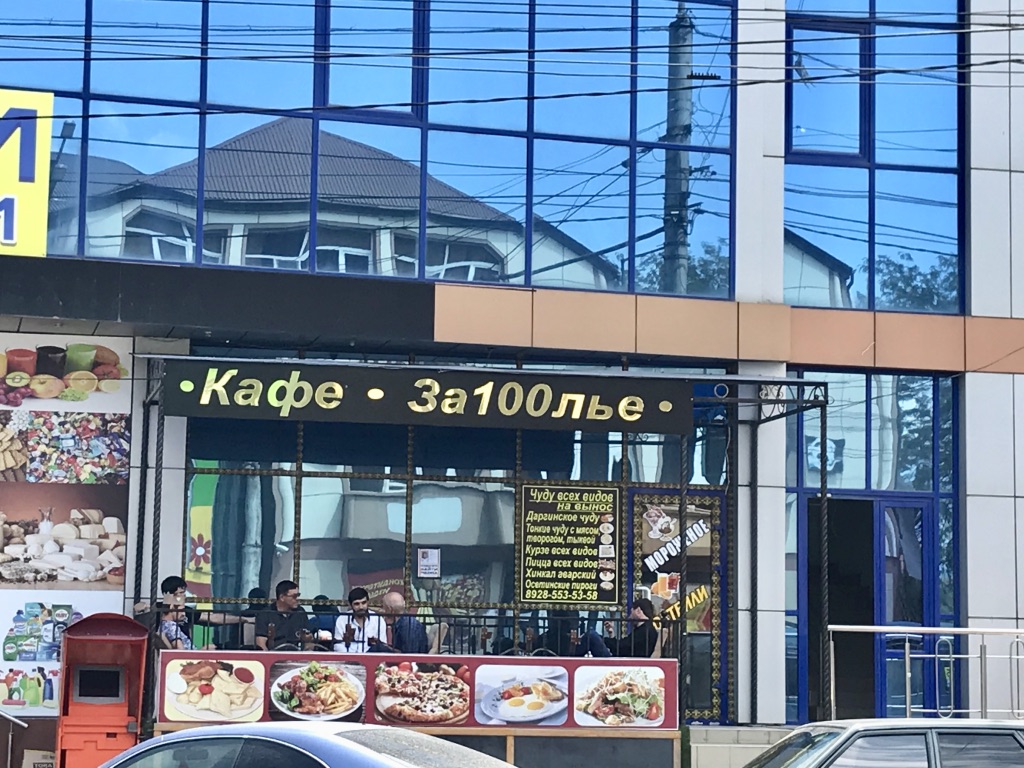 И
• Кафе • За100лье •
Чуду всех видов
на вынос
Даргинское чуду
Тонкие чуду с мясом
творогом, тыквой
Курзе всех видов
Пицца всех видов
Хинкал аварский
Осетинские пироги
8928-553-53-58
МОРОЖЕНОЕ